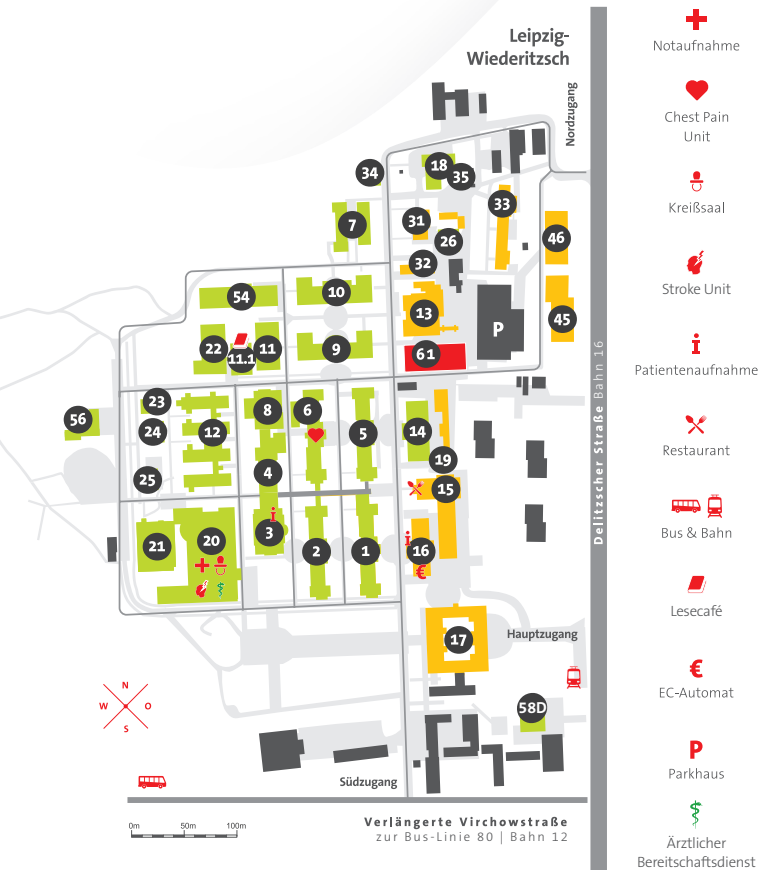 Leipzig-
Wiederitzsch
Nordzugang
34
18
35
33
7
31
26
46
32
54
10
13
45
P
22
11.1
11
9
61
Delitzscher Straße Bahn 16
56
23
24
12
8
6
5
14
25
4
19
15
21
20
3
2
1
16
i
i
€
17
Hauptzugang
N
W
O
S
58D
Südzugang
0m
50m
100m
Verlängerte Virchowstraße
zur Bus-Linie 80 | Bahn 12
Notaufnahme
Chest Pain
Unit
Kreißsaal
Stroke Unit
i
Patientenaufnahme
Restaurant
Bus & Bahn
Lesecafé
€
EC-Automat
P
Parkhaus
Ärztlicher
Bereitschaftsdienst